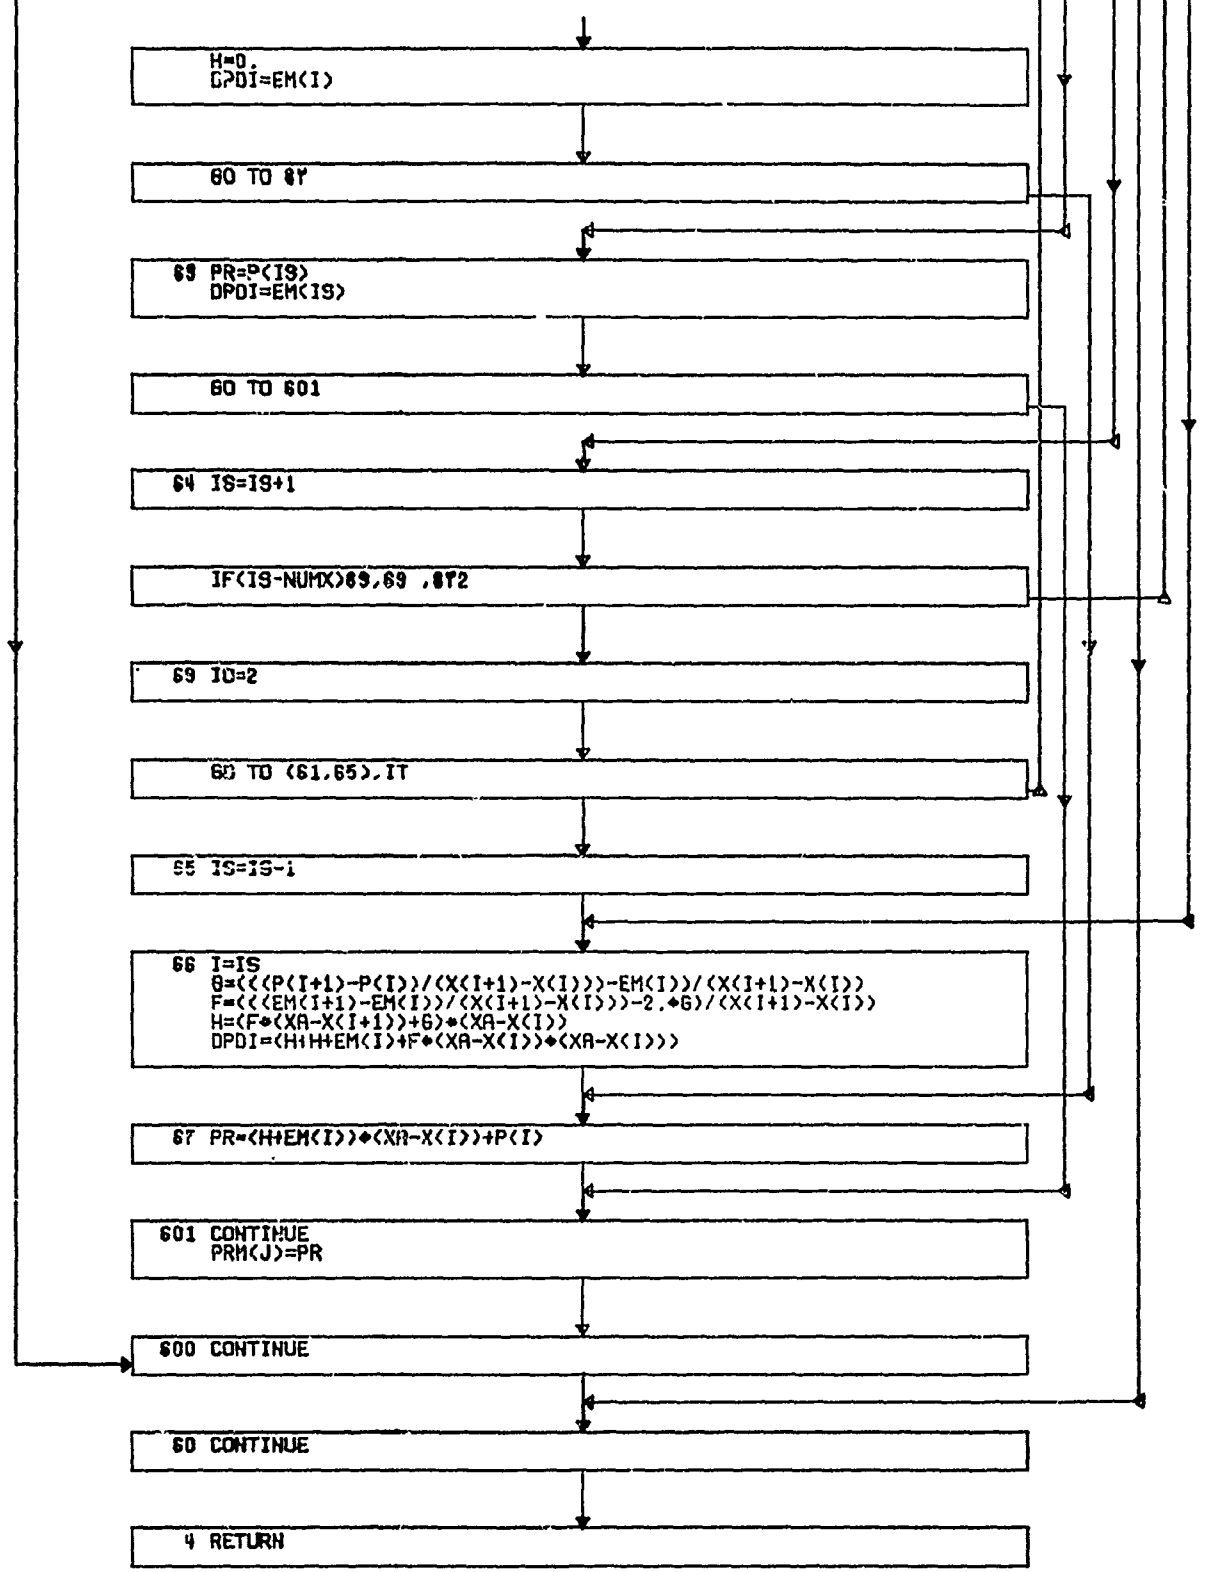 H=0.
DPDI=EM(I)
GO TO 67
63 PR=P(IS)
DPDI=EM(IS)
GO TO 601
64 IS=IS+1
IF(IS-NUMX)69,69 ,672
69 IO=2
GO TO (61,65),IT
65 IS=IS-1
66 I=IS
G=(((P(I+1)-P(I))/(X(I+1)-X(I)))-EM(I))/(X(I+1)-X(I))
F=(((EM(I+1)-EM(I))/(X(I+1)-X(I)))-2.*G)/(X(I+1)-X(I))
H=(F*(XA-X(I+1))+G)*(XA-X(I))
DPDI=(H+H+EM(I)+F*(XA-X(I))*(XA-X(I)))
67 PR=(H+EM(I))*(XA-X(I))+P(I)
601 CONTINUE
PRM(J)=PR
600 CONTINUE
60 CONTINUE
4 RETURN